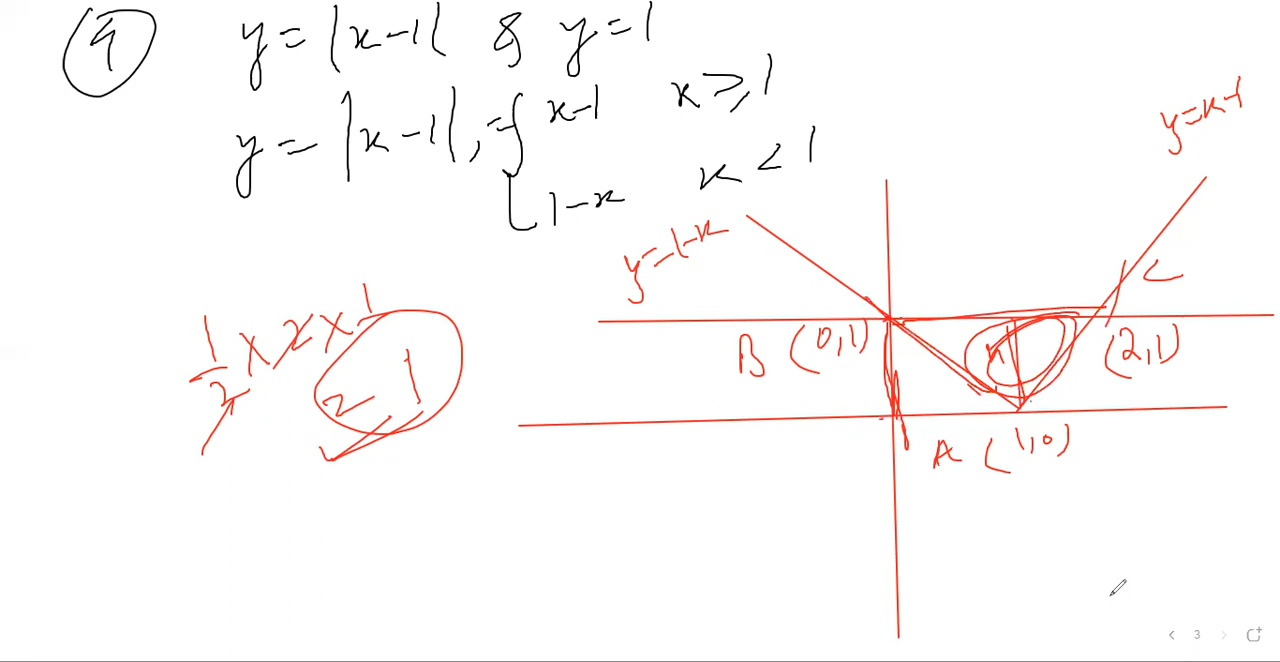 9
y = |x-1| & y = 1
y = |x-1|, = { x-1 x ≥ 1
1-x x < 1
y=x-1
y=1-x
C
1/2 x 2 x 1
= 1
B (0,1)
h
(2,1)
A (1,0)
3